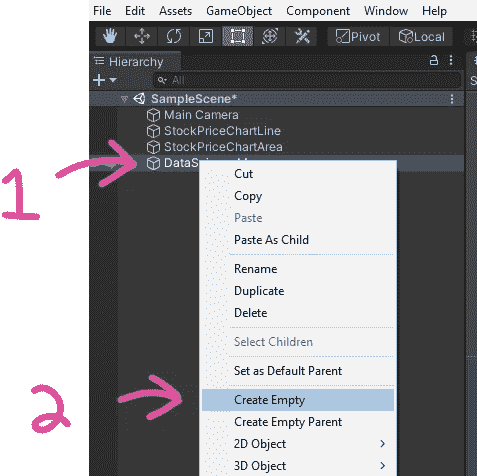 File Edit Assets GameObject Component Window Help
Pivot Local
Hierarchy
All
SampleScene*
Main Camera
StockPriceChartLine
StockPriceChartArea
1
Cut
Copy
Paste
Paste As Child
Rename
Duplicate
Delete
Select Children
Set as Default Parent
2
Create Empty
Create Empty Parent
2D Object
3D Object